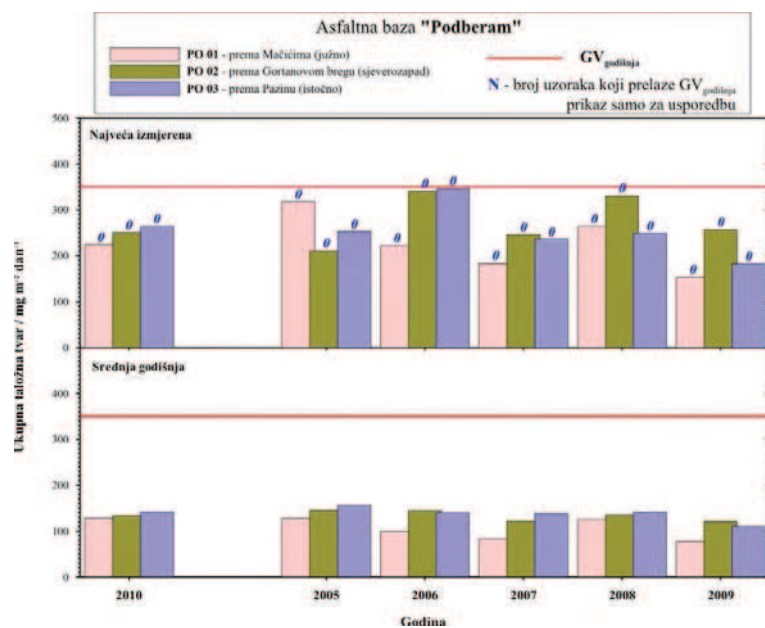 Asfaltna baza "Podberam"
PO 01 - prema Mačićima (južno)
PO 02 - prema Gortanovom bregu (sjeverozapad)
PO 03 - prema Pazinu (istočno)
GVgodišnja
N - broj uzoraka koji prelaze GVgodišnja
prikaz samo za usporedbu
Ukupna taložna tvar / mg m⁻² dan⁻¹
500
Najveća izmjerena
400
300
200
100
0
0 0 0 0 0 0 0 0 0 0 0 0 0 0 0 0 0 0
Srednja godišnja
400
300
200
100
0
2010 2005 2006 2007 2008 2009
Godina